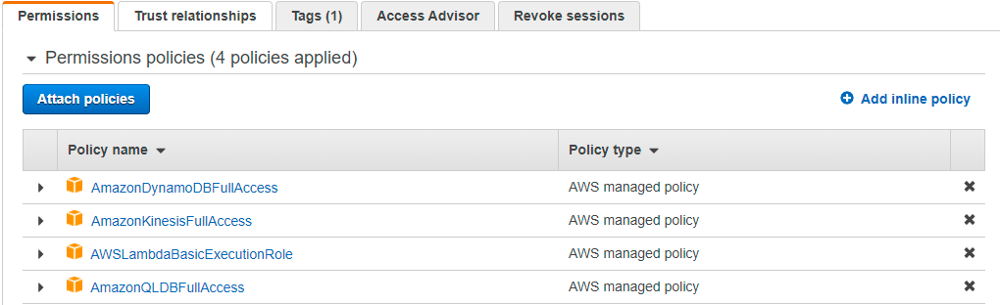 Permissions Trust relationships Tags (1) Access Advisor Revoke sessions
Permissions policies (4 policies applied)
Attach policies Add inline policy
Policy name Policy type
AmazonDynamoDBFullAccess AWS managed policy
AmazonKinesisFullAccess AWS managed policy
AWSLambdaBasicExecutionRole AWS managed policy
AmazonQLDBFullAccess AWS managed policy